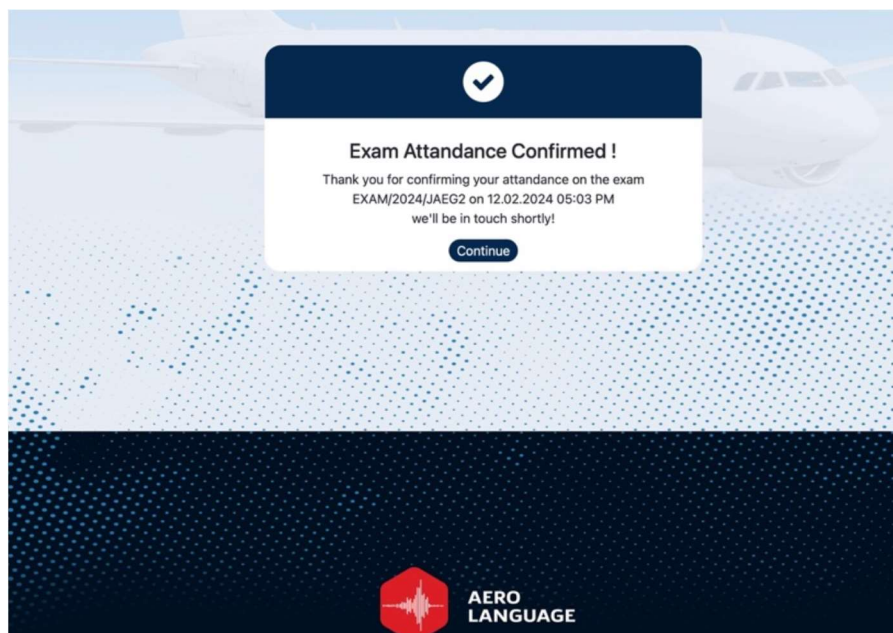 Exam Attandance Confirmed !
Thank you for confirming your attandance on the exam
EXAM/2024/JAEG2 on 12.02.2024 05:03 PM
we'll be in touch shortly!
Continue
AERO
LANGUAGE